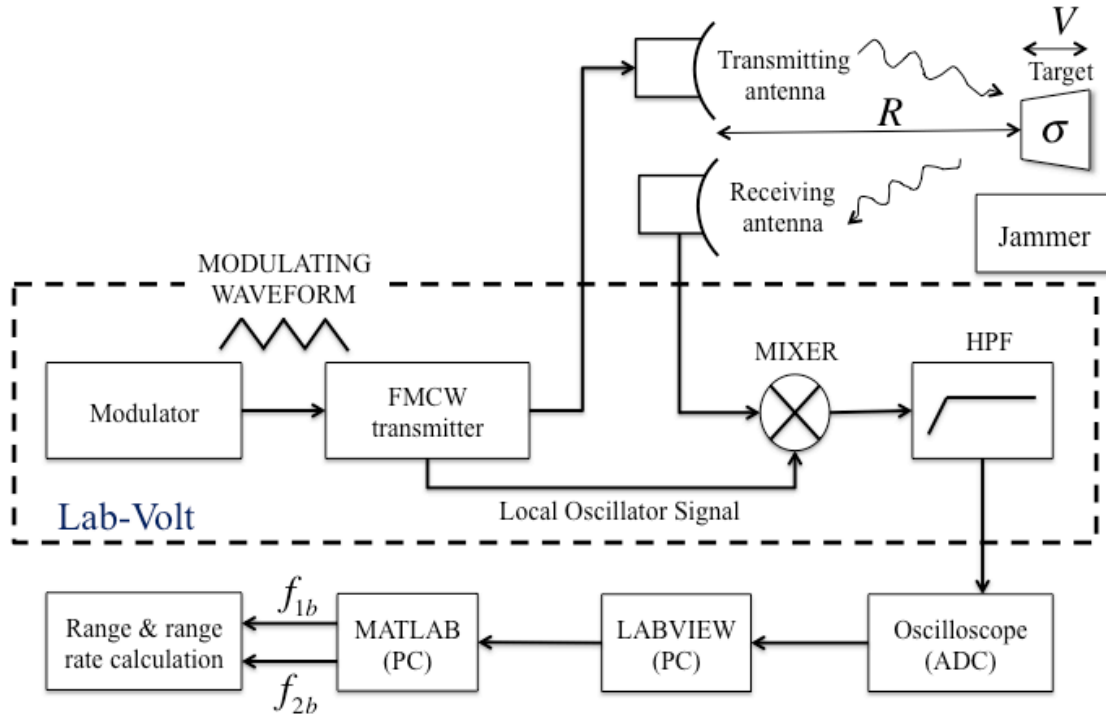 V
Transmitting
antenna
Target
R
σ
Receiving
antenna
Jammer
MODULATING
WAVEFORM
MIXER
HPF
Modulator
FMCW
transmitter
Local Oscillator Signal
Lab-Volt
f1b
Range & range
rate calculation
MATLAB
(PC)
LABVIEW
(PC)
Oscilloscope
(ADC)
f2b